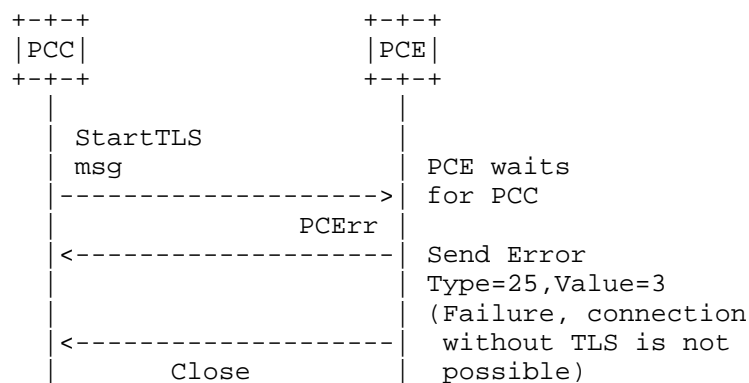 +-+-+                 +-+-+
|PCC|                 |PCE|
+-+-+                 +-+-+
  |                     |
  | StartTLS            |
  | msg                 | PCE waits
  |-------------------->| for PCC
  |               PCErr |
  |<--------------------| Send Error
  |                     | Type=25,Value=3
  |                     | (Failure, connection
  |<--------------------|  without TLS is not
  |       Close         |  possible)